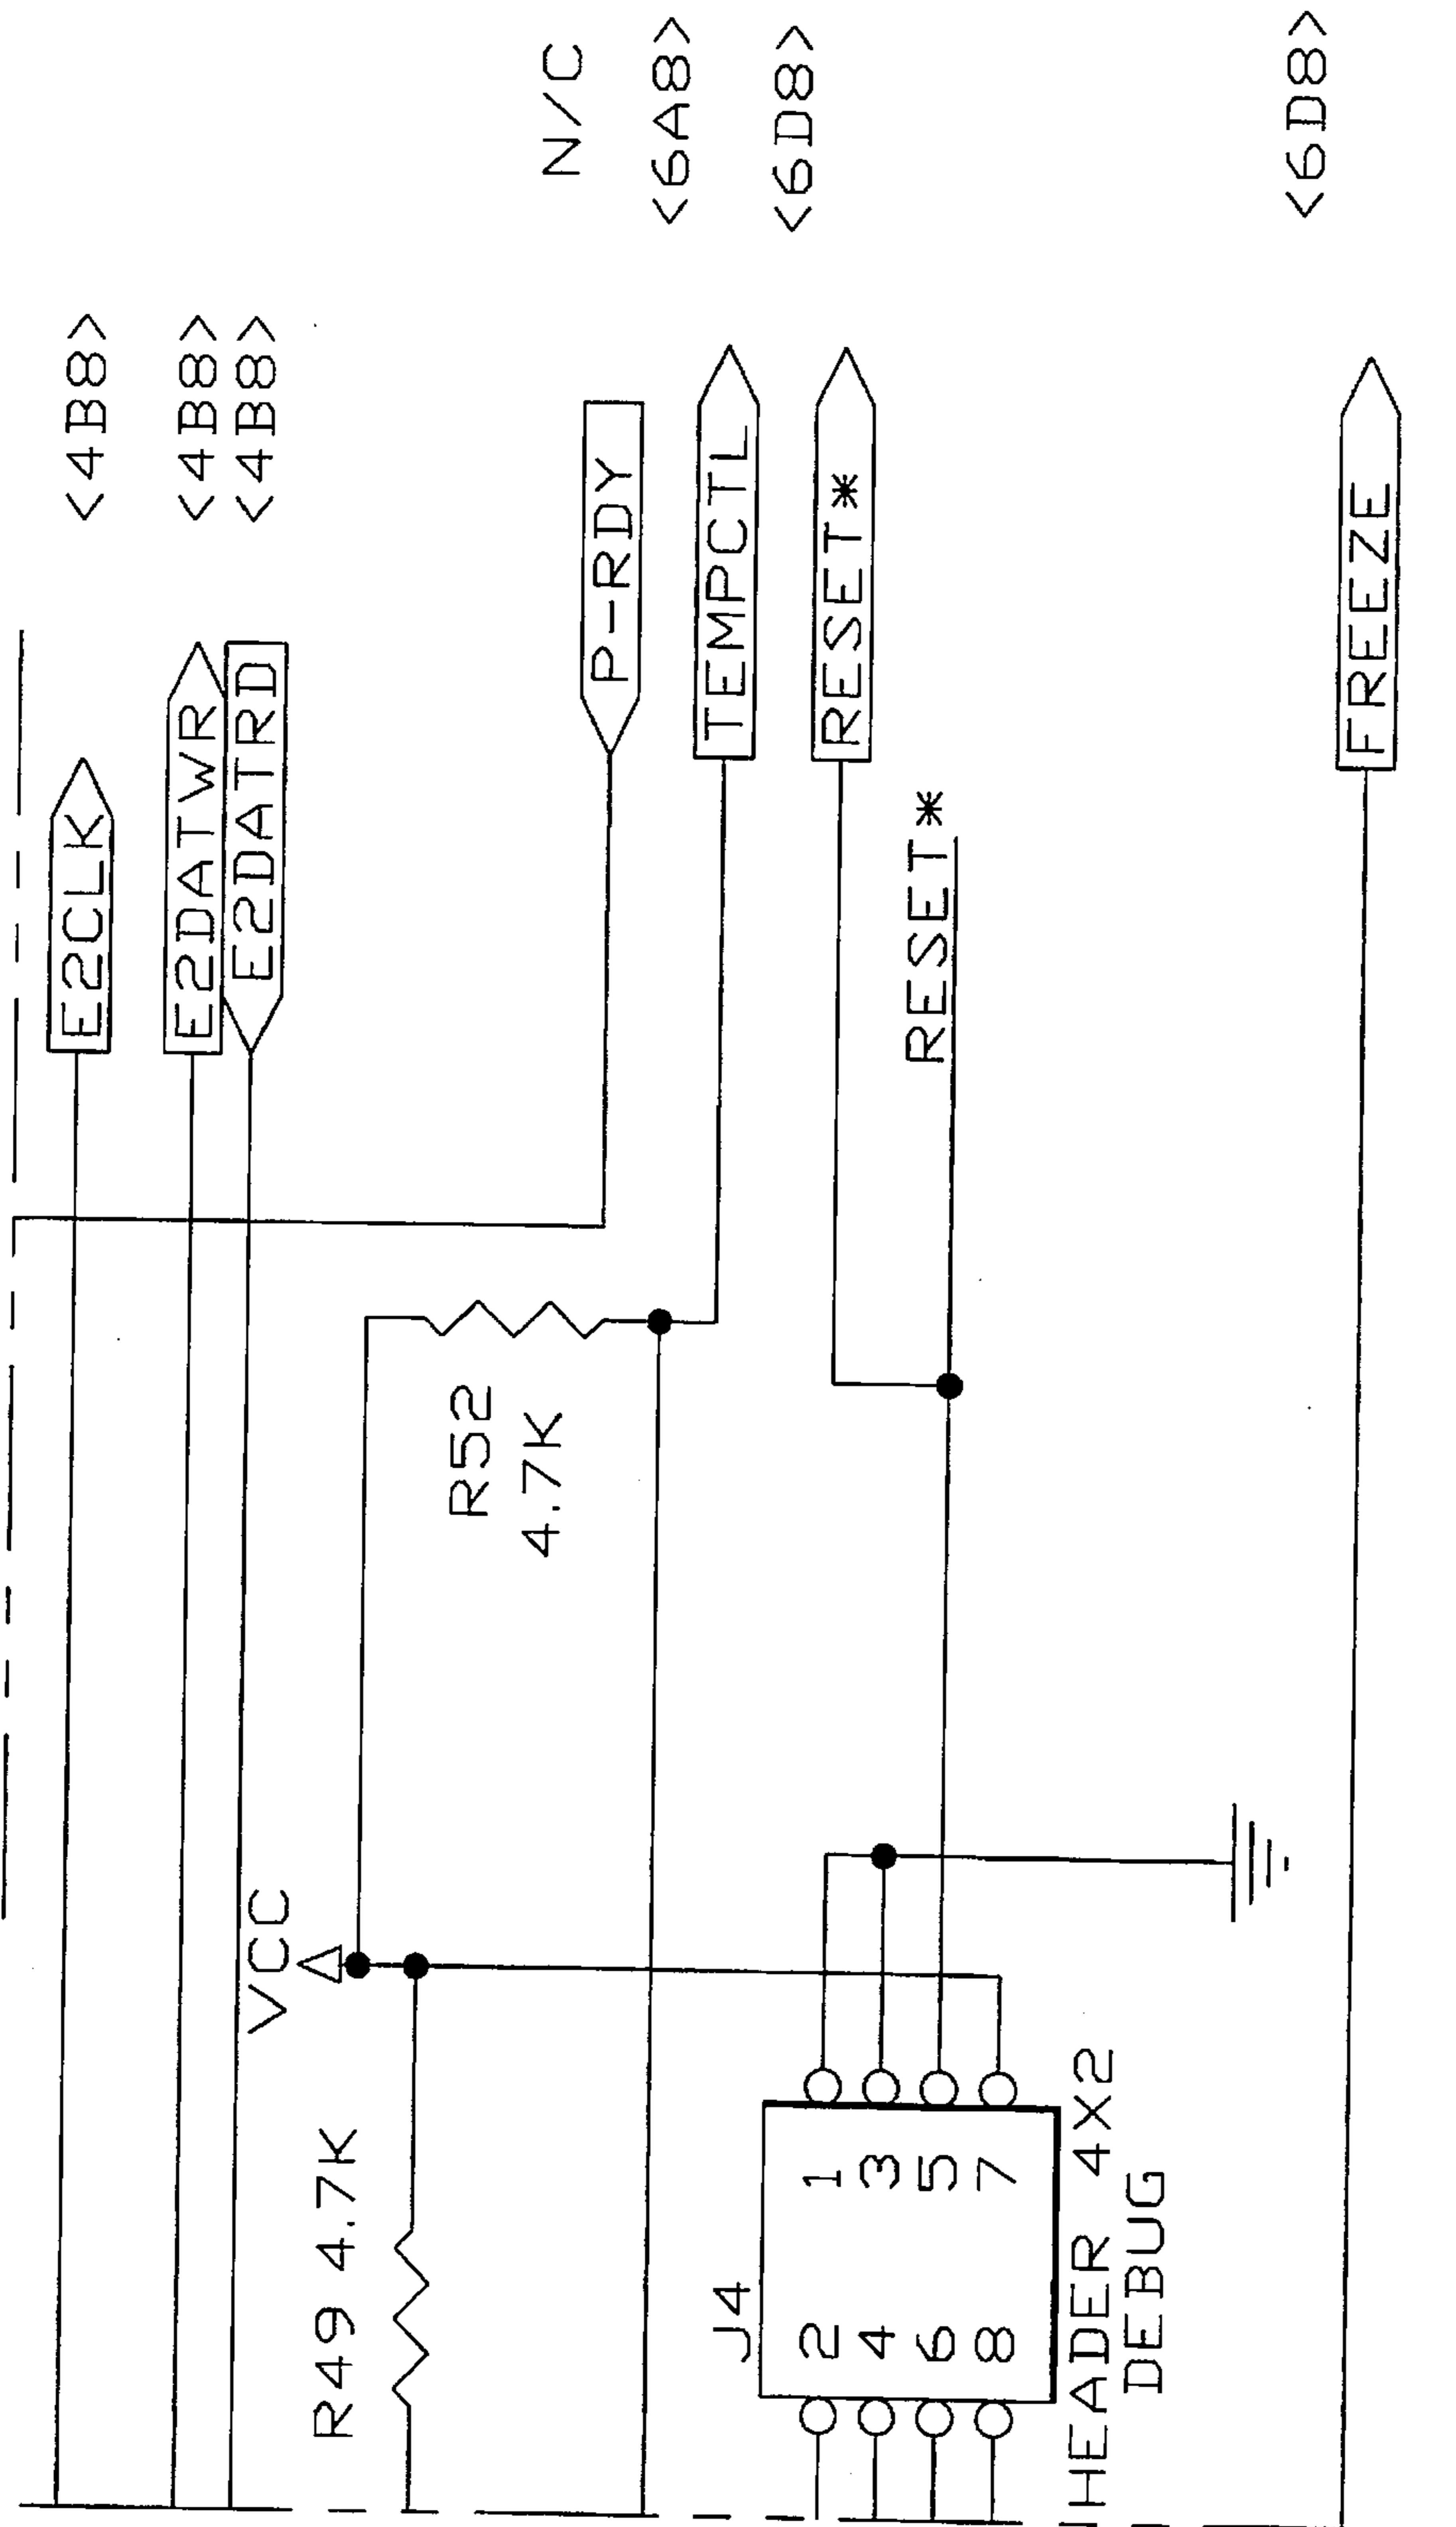 E2CLK <4B8>
E2DATWR <4B8>
E2DATRD <4B8>
VCC
R49 4.7K
R52
4.7K
P-RDY N/C
TEMPCTL <6A8>
RESET* <6D8>
RESET*
J4
2 1
4 3
6 5
8 7
HEADER 4X2
DEBUG
FREEZE <6D8>